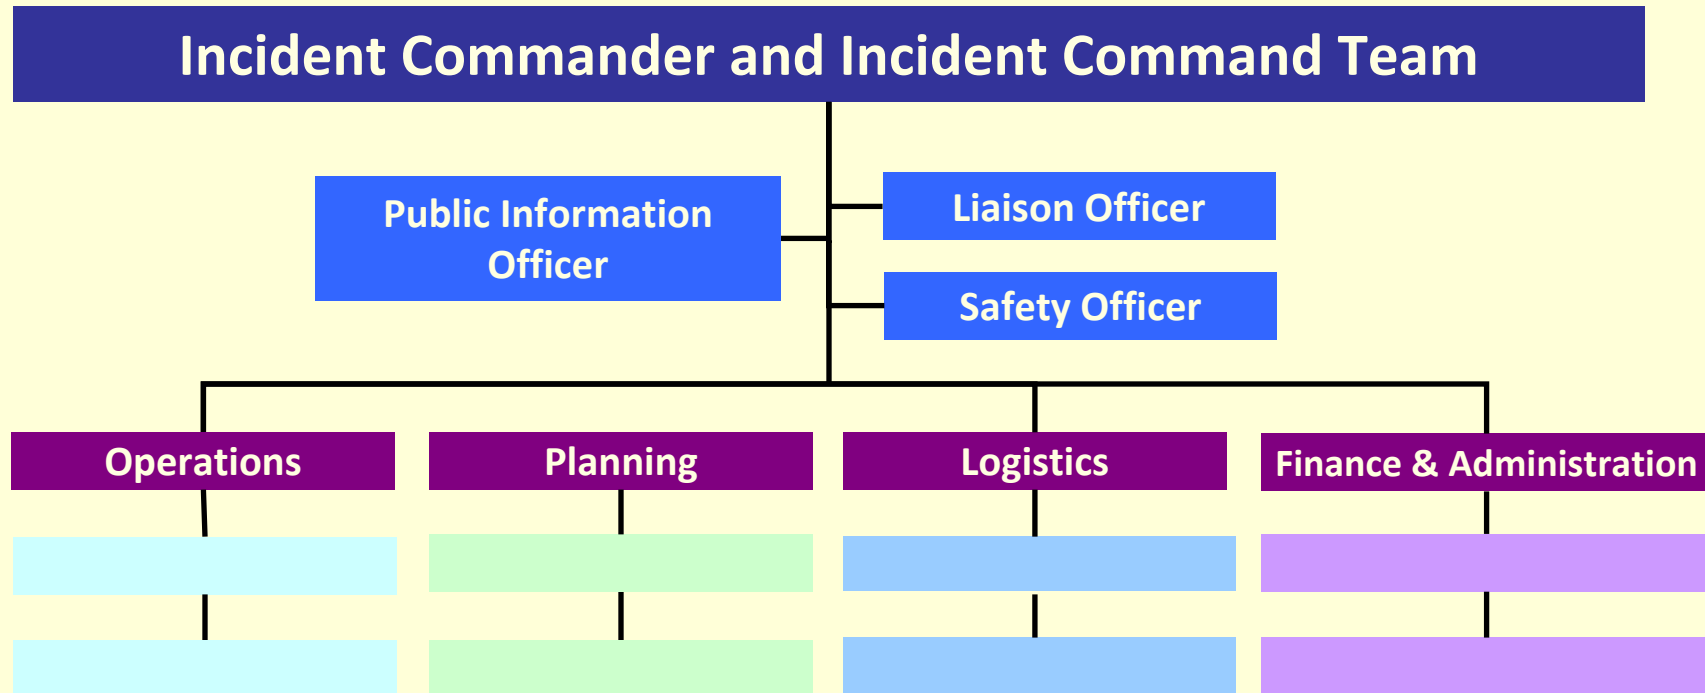 Incident Commander and Incident Command Team
Public Information
Officer
Liaison Officer
Safety Officer
Operations
Planning
Logistics
Finance & Administration